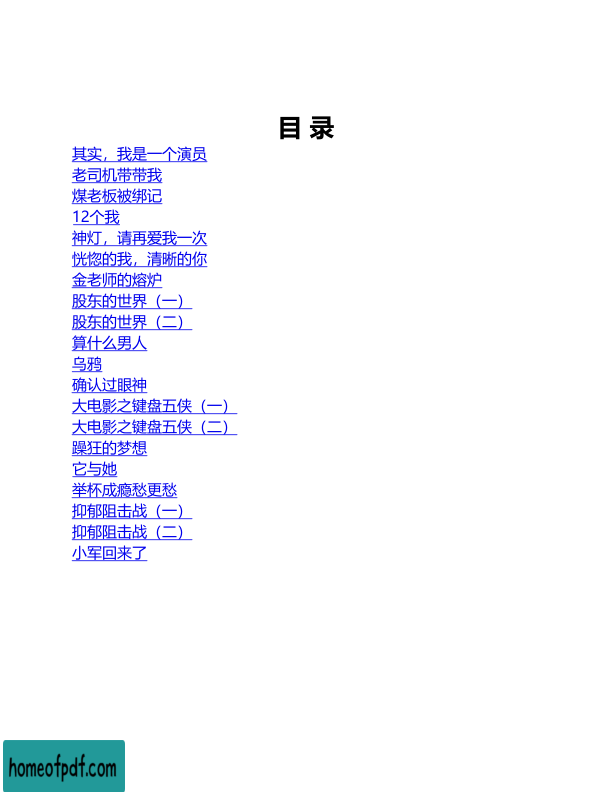 目 录
其实，我是一个演员
老司机带带我
煤老板被绑记
12个我
神灯，请再爱我一次
恍惚的我，清晰的你
金老师的熔炉
股东的世界（一）
股东的世界（二）
算什么男人
乌鸦
确认过眼神
大电影之键盘五侠（一）
大电影之键盘五侠（二）
躁狂的梦想
它与她
举杯成瘾愁更愁
抑郁阻击战（一）
抑郁阻击战（二）
小军回来了
homeofpdf.com